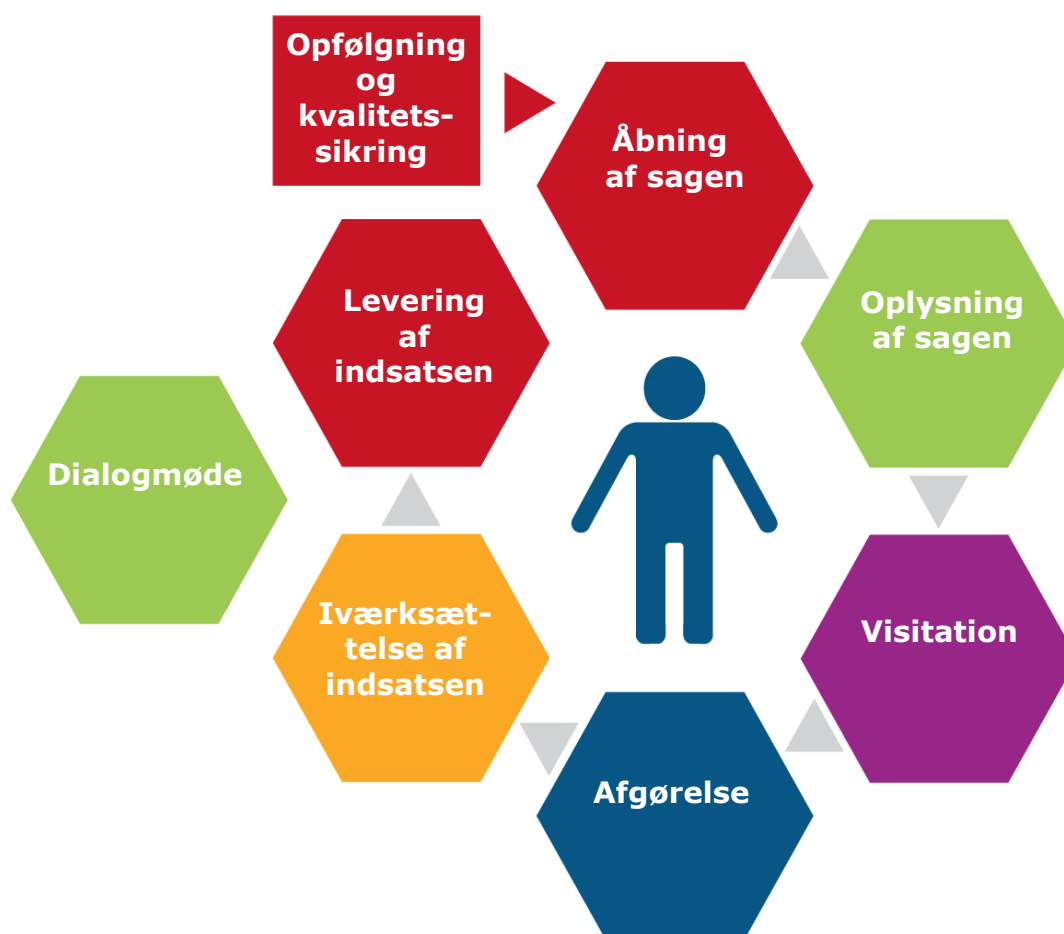 Opfølgning
og
kvalitets-
sikring
Åbning
af sagen
Oplysning
af sagen
Visitation
Afgørelse
Iværksæt-
telse af
indsatsen
Levering
af
indsatsen
Dialogmøde